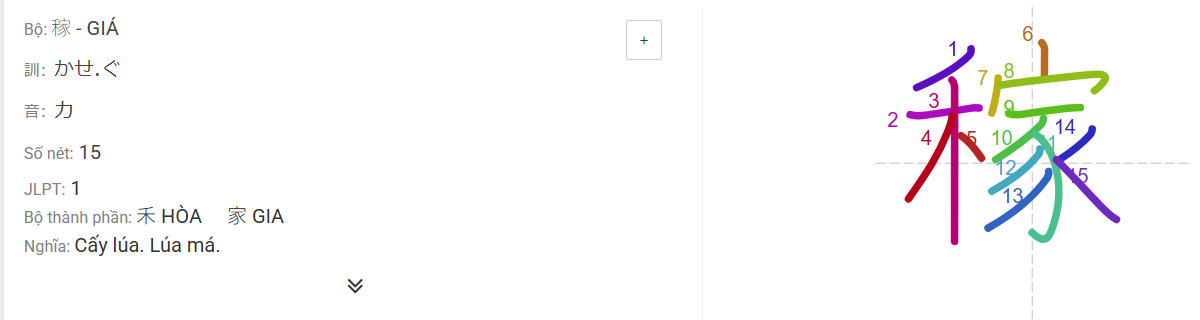 Bộ: 稼 - GIÁ
+
訓: かせ.ぐ
音: カ
Số nét: 15
JLPT: 1
Bộ thành phần: 禾 HÒA 家 GIA
Nghĩa: Cấy lúa. Lúa má.
稼
1
2
3
4
5
6
7
8
9
10
11
12
13
14
15